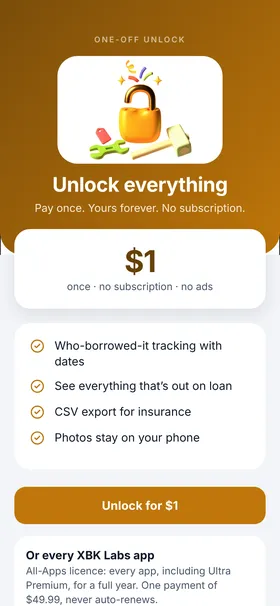 ONE-OFF UNLOCK
Unlock everything
Pay once. Yours forever. No subscription.
$1
once · no subscription · no ads
Who-borrowed-it tracking with
dates
See everything that’s out on loan
CSV export for insurance
Photos stay on your phone
Unlock for $1
Or every XBK Labs app
All-Apps licence: every app, including Ultra
Premium, for a full year. One payment of
$49.99, never auto-renews.